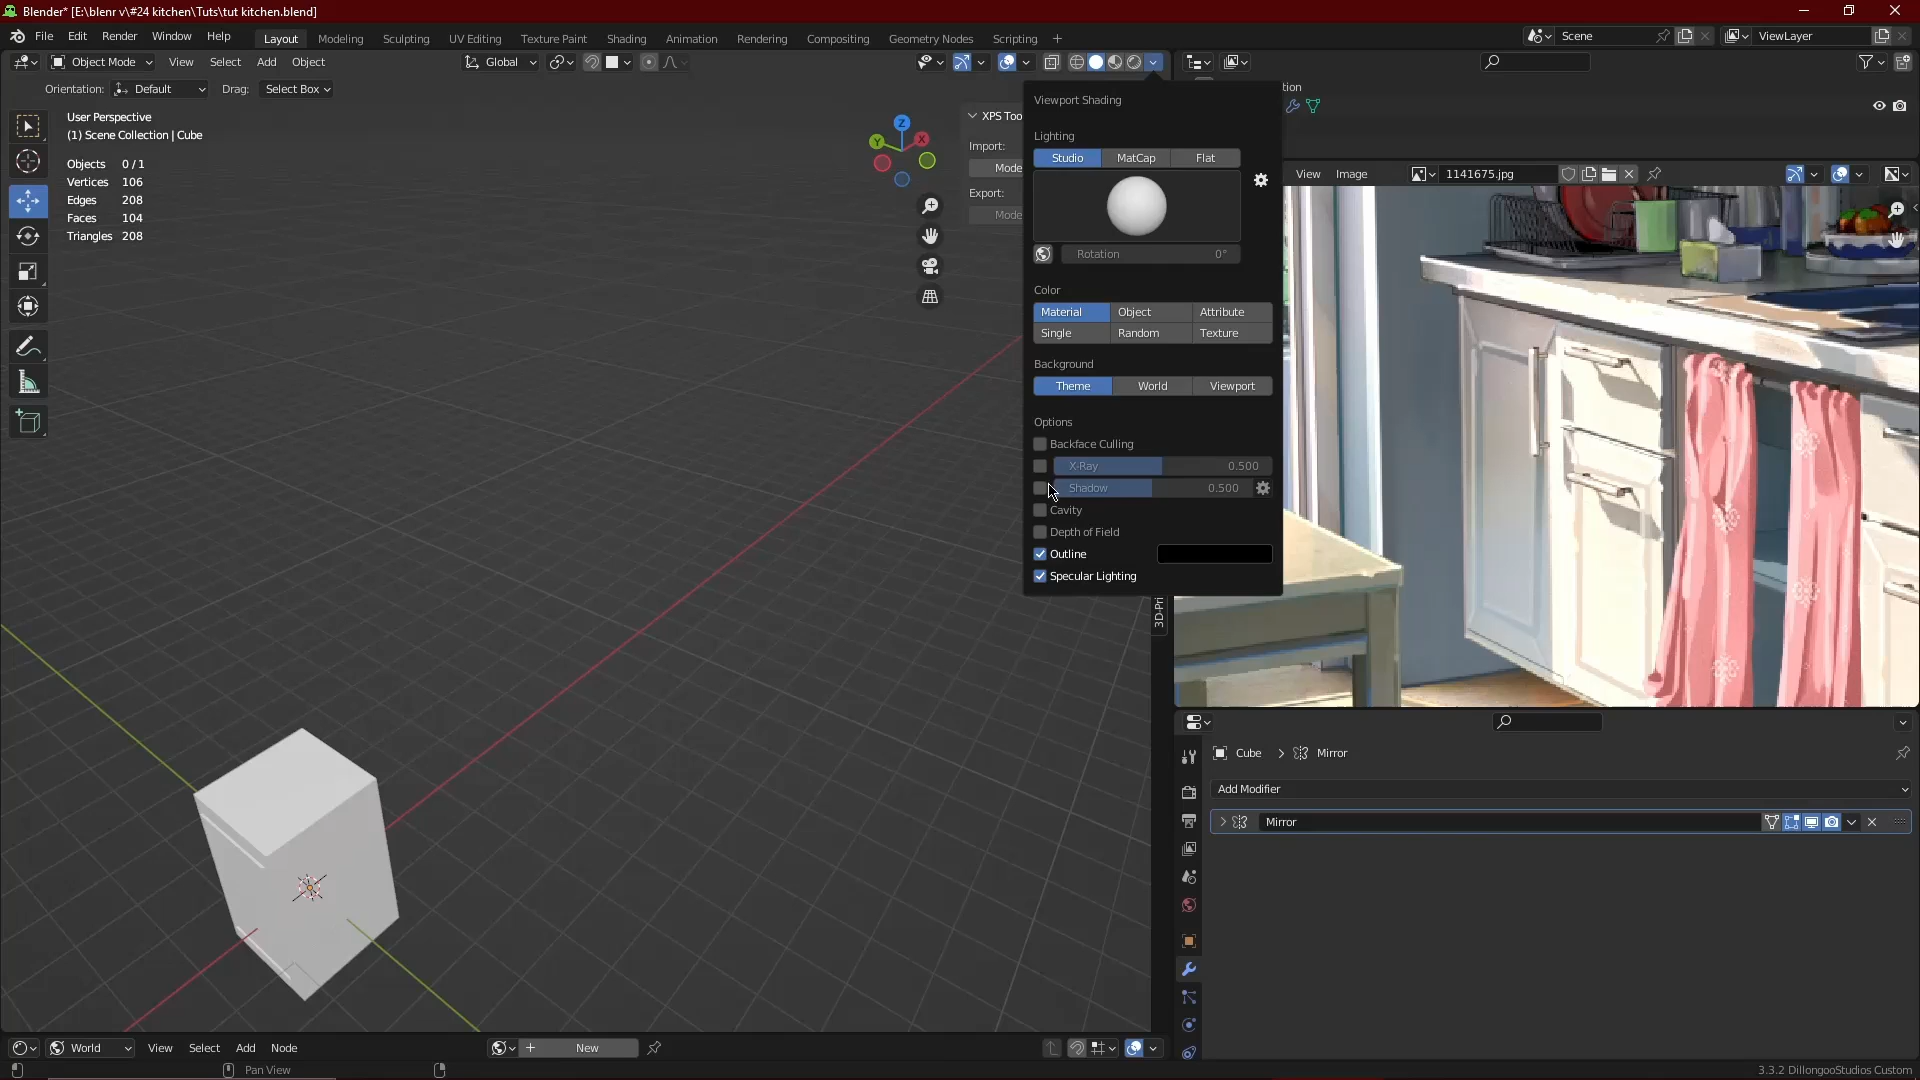 Blender* [E:\blenr v\#24 kitchen\Tuts\tut kitchen.blend]
File Edit Render Window Help Layout Modeling Sculpting UV Editing Texture Paint Shading Animation Rendering Compositing Geometry Nodes Scripting + Scene ViewLayer
Object Mode View Select Add Object Global
Orientation: Default Drag: Select Box
User Perspective
(1) Scene Collection | Cube
Objects 0/1
Vertices 106
Edges 208
Faces 104
Triangles 208
Z
Y
X
XPS Too
Import:
Mode
Export:
Mode
Viewport Shading
Lighting
Studio MatCap Flat
Rotation 0°
Color
Material Object Attribute
Single Random Texture
Background
Theme World Viewport
Options
Backface Culling
X-Ray 0.500
Shadow 0.500
Cavity
Depth of Field
Outline
Specular Lighting
3D-Pri
tion
View Image 1141675.jpg
Cube > Mirror
Add Modifier
Mirror
World View Select Add Node + New
Pan View
3.3.2 DillongooStudios Custom